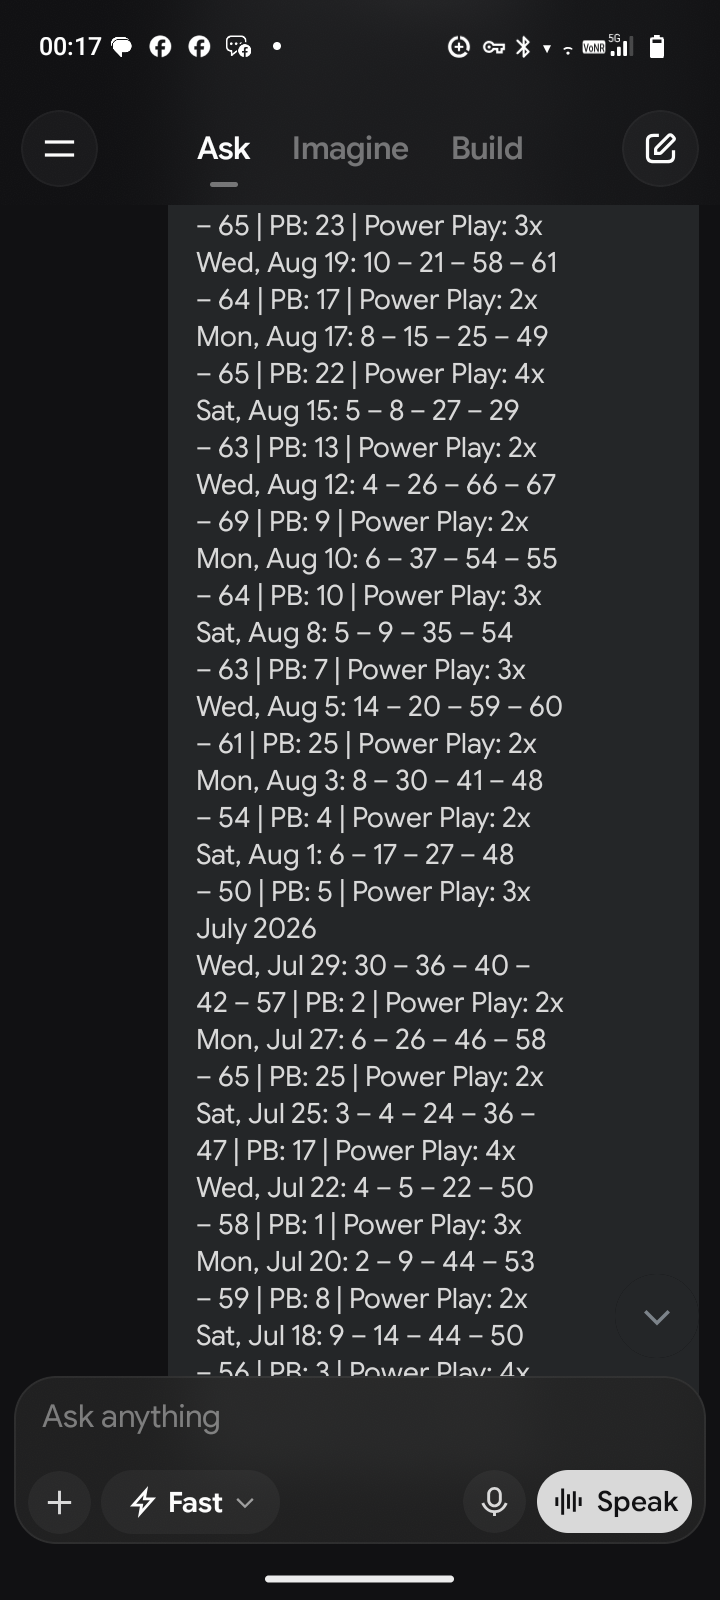 00:17
VoNR 5G
Ask Imagine Build
– 65 | PB: 23 | Power Play: 3x
Wed, Aug 19: 10 – 21 – 58 – 61
– 64 | PB: 17 | Power Play: 2x
Mon, Aug 17: 8 – 15 – 25 – 49
– 65 | PB: 22 | Power Play: 4x
Sat, Aug 15: 5 – 8 – 27 – 29
– 63 | PB: 13 | Power Play: 2x
Wed, Aug 12: 4 – 26 – 66 – 67
– 69 | PB: 9 | Power Play: 2x
Mon, Aug 10: 6 – 37 – 54 – 55
– 64 | PB: 10 | Power Play: 3x
Sat, Aug 8: 5 – 9 – 35 – 54
– 63 | PB: 7 | Power Play: 3x
Wed, Aug 5: 14 – 20 – 59 – 60
– 61 | PB: 25 | Power Play: 2x
Mon, Aug 3: 8 – 30 – 41 – 48
– 54 | PB: 4 | Power Play: 2x
Sat, Aug 1: 6 – 17 – 27 – 48
– 50 | PB: 5 | Power Play: 3x
July 2026
Wed, Jul 29: 30 – 36 – 40 –
42 – 57 | PB: 2 | Power Play: 2x
Mon, Jul 27: 6 – 26 – 46 – 58
– 65 | PB: 25 | Power Play: 2x
Sat, Jul 25: 3 – 4 – 24 – 36 –
47 | PB: 17 | Power Play: 4x
Wed, Jul 22: 4 – 5 – 22 – 50
– 58 | PB: 1 | Power Play: 3x
Mon, Jul 20: 2 – 9 – 44 – 53
– 59 | PB: 8 | Power Play: 2x
Sat, Jul 18: 9 – 14 – 44 – 50
– 56 | PB: 3 | Power Play: 4x
Ask anything
Fast
Speak